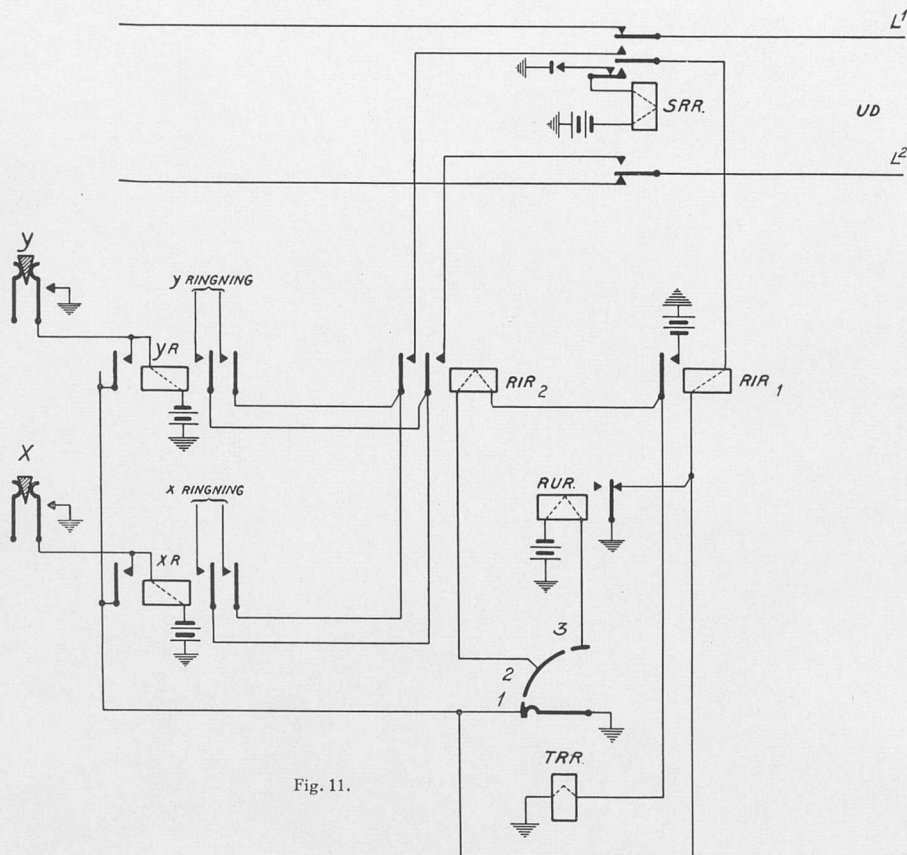 L¹
SRR.
UD
L²
y
y RINGNING
yR
RIR 2
RIR 1
X
X RINGNING
XR
RUR.
3
2
1
TRR.
Fig. 11.